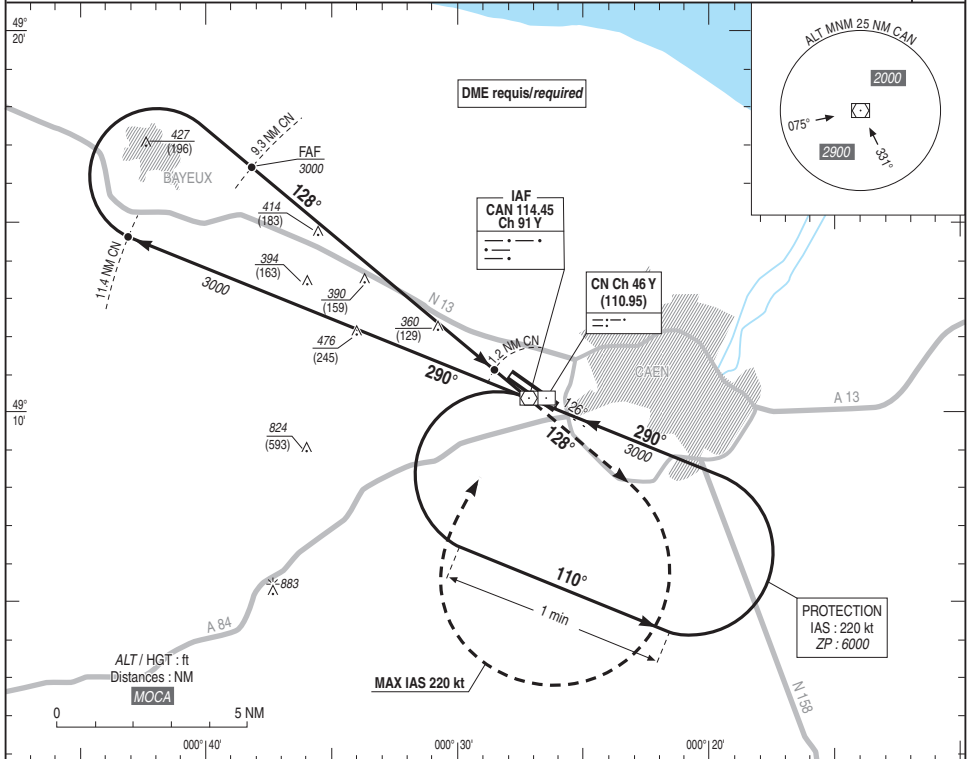 49°
20'
ALT MNM 25 NM CAN
2000
075°
2900
331°
DME requis/required
9.3 NM CN
FAF
3000
427
(196)
BAYEUX
128°
IAF
CAN 114.45
Ch 91 Y
414
(183)
11.4 NM CN
394
(163)
3000
390
(159)
N 13
CN Ch 46 Y
(110.95)
476
(245)
360
(129)
1.2 NM CN
290°
CAEN
49°
10'
126°
A 13
128°
290°
3000
824
(593)
110°
1 min
883
A 84
PROTECTION
IAS : 220 kt
ZP : 6000
ALT / HGT : ft
Distances : NM
MOCA
MAX IAS 220 kt
N 158
0
5 NM
000° 40'
000° 30'
000° 20'